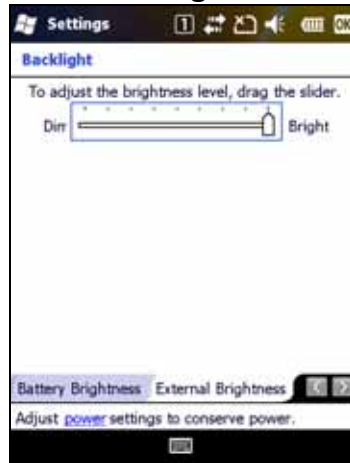 Settings 1 OK
Backlight
To adjust the brightness level, drag the slider.
Dim Bright
Battery Brightness External Brightness
Adjust power settings to conserve power.